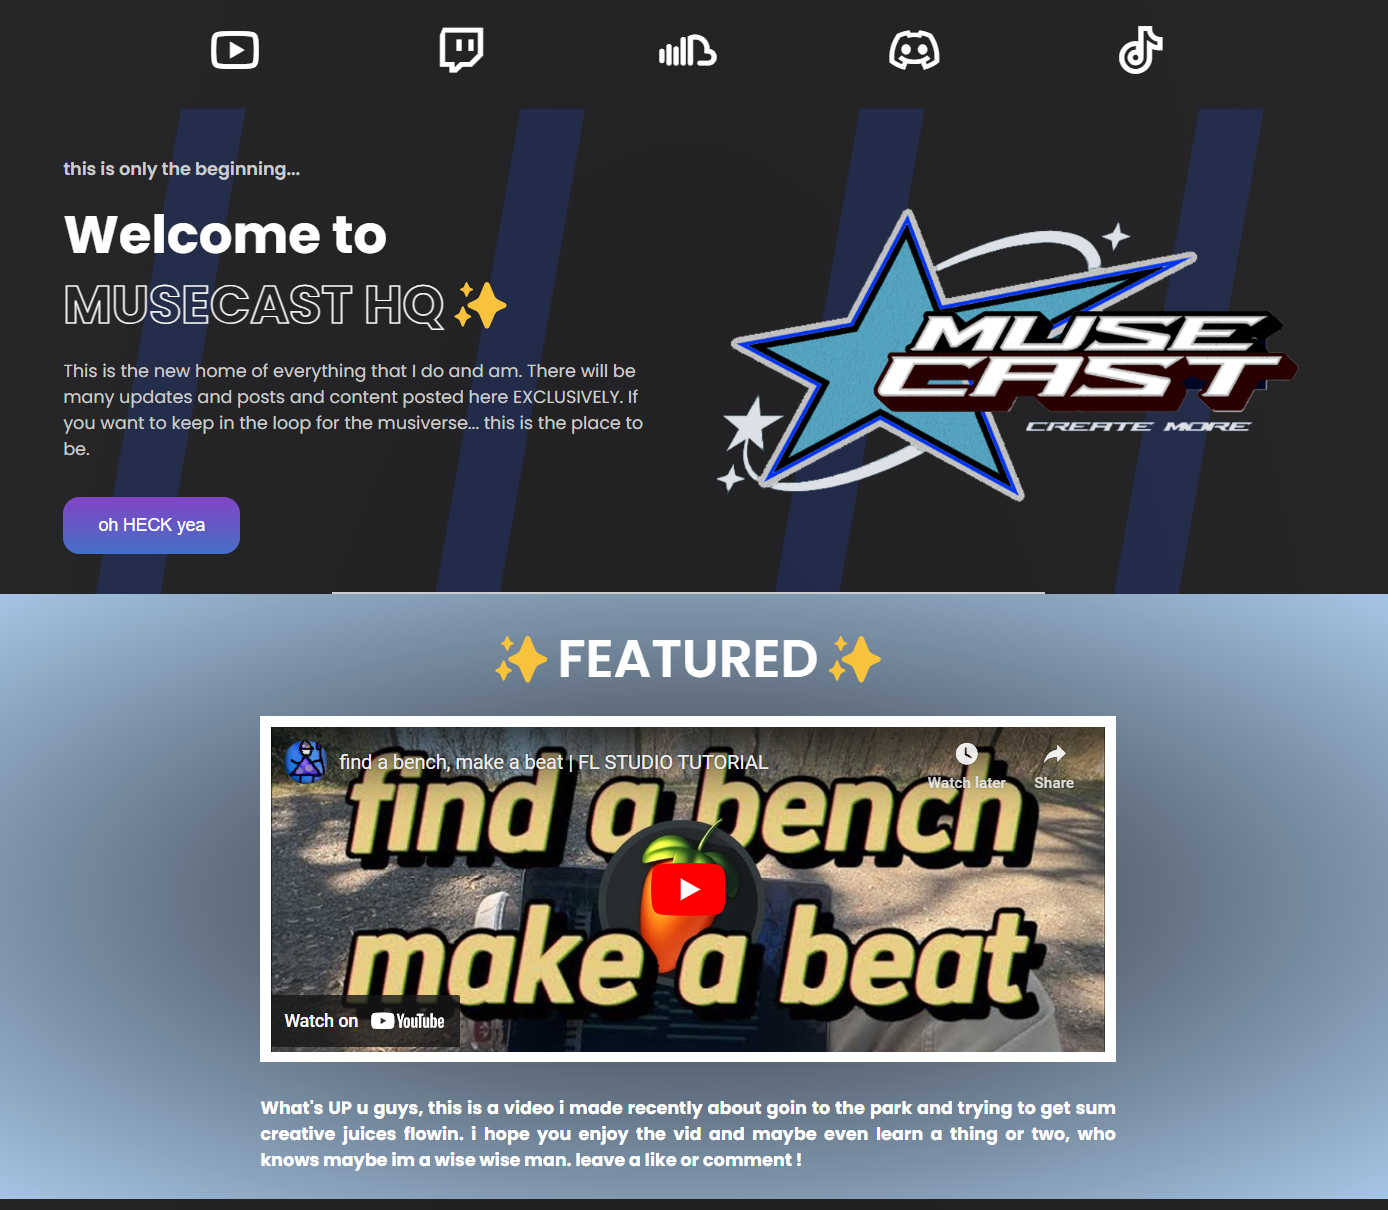 this is only the beginning...
Welcome to
MUSECAST HQ ✨
This is the new home of everything that I do and am. There will be
many updates and posts and content posted here EXCLUSIVELY. If
you want to keep in the loop for the musiverse... this is the place to
be.
oh HECK yea
MUSE
CAST
CREATE MORE
✨ FEATURED ✨
find a bench, make a beat | FL STUDIO TUTORIAL
Watch later
Share
find a bench
make a beat
Watch on YouTube
What's UP u guys, this is a video i made recently about goin to the park and trying to get sum
creative juices flowin. i hope you enjoy the vid and maybe even learn a thing or two, who
knows maybe im a wise wise man. leave a like or comment !